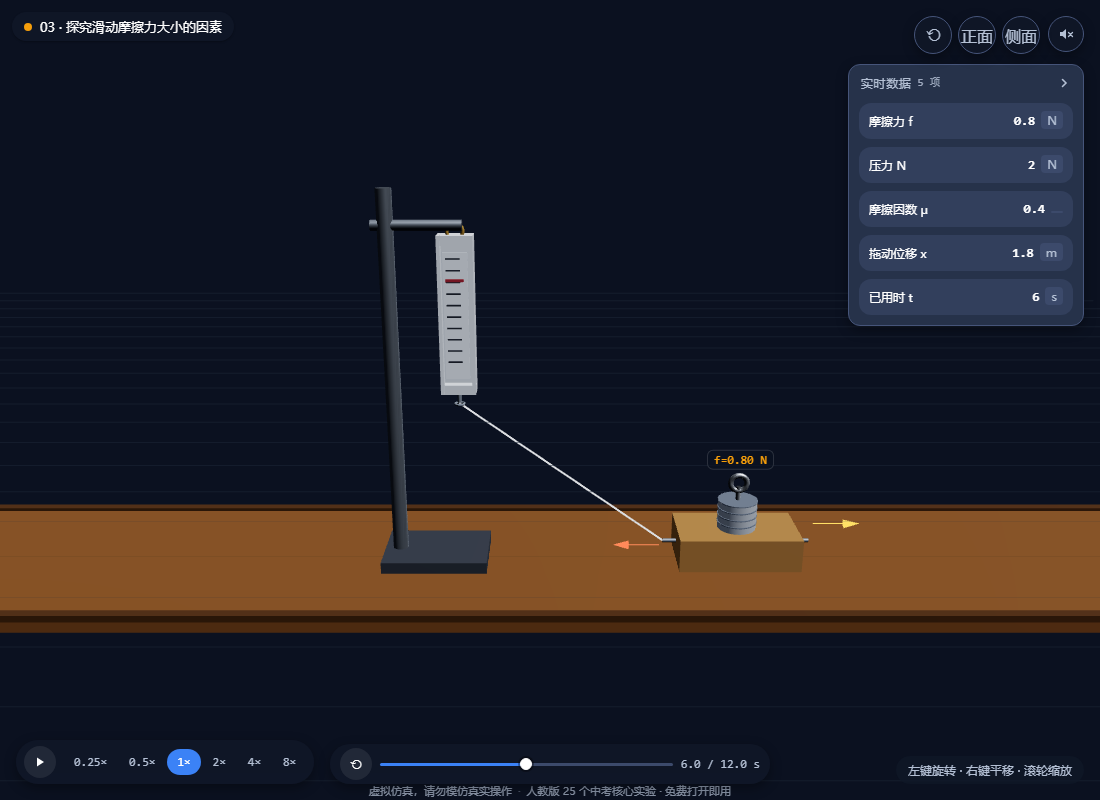 03 · 探究滑动摩擦力大小的因素
正面
侧面
实时数据 5 项
摩擦力 f 0.8 N
压力 N 2 N
摩擦因数 μ 0.4 —
拖动位移 x 1.8 m
已用时 t 6 s
f=0.80 N
0.25× 0.5× 1× 2× 4× 8×
6.0 / 12.0 s
左键旋转 · 右键平移 · 滚轮缩放
虚拟仿真，请勿模仿真实操作 · 人教版 25 个中考核心实验 · 免费打开即用